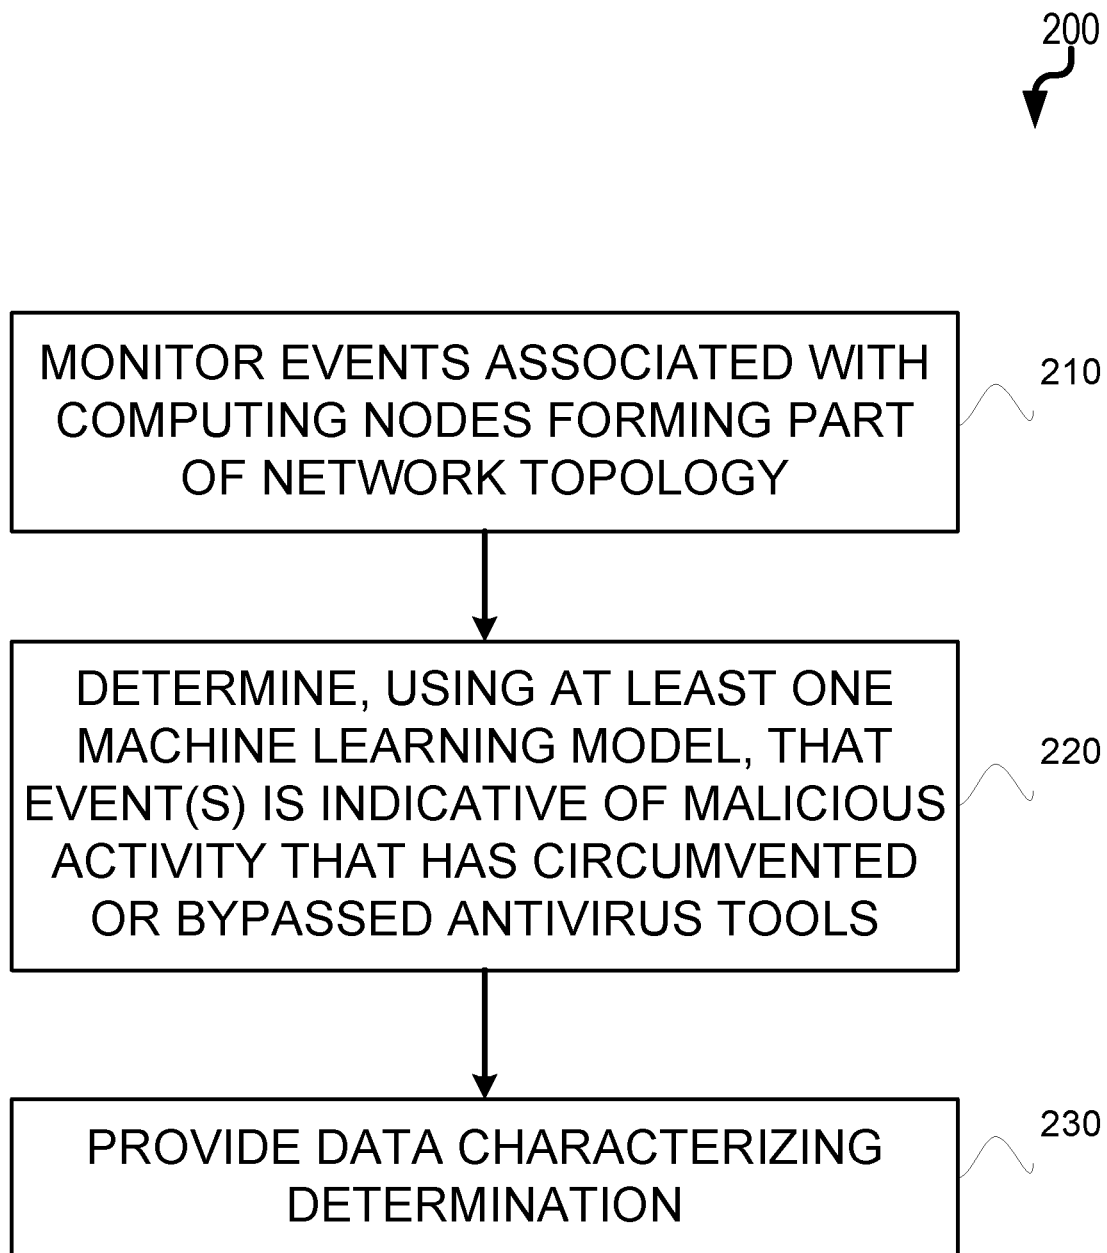 200
MONITOR EVENTS ASSOCIATED WITH
COMPUTING NODES FORMING PART
OF NETWORK TOPOLOGY
210
DETERMINE, USING AT LEAST ONE
MACHINE LEARNING MODEL, THAT
EVENT(S) IS INDICATIVE OF MALICIOUS
ACTIVITY THAT HAS CIRCUMVENTED
OR BYPASSED ANTIVIRUS TOOLS
220
PROVIDE DATA CHARACTERIZING
DETERMINATION
230